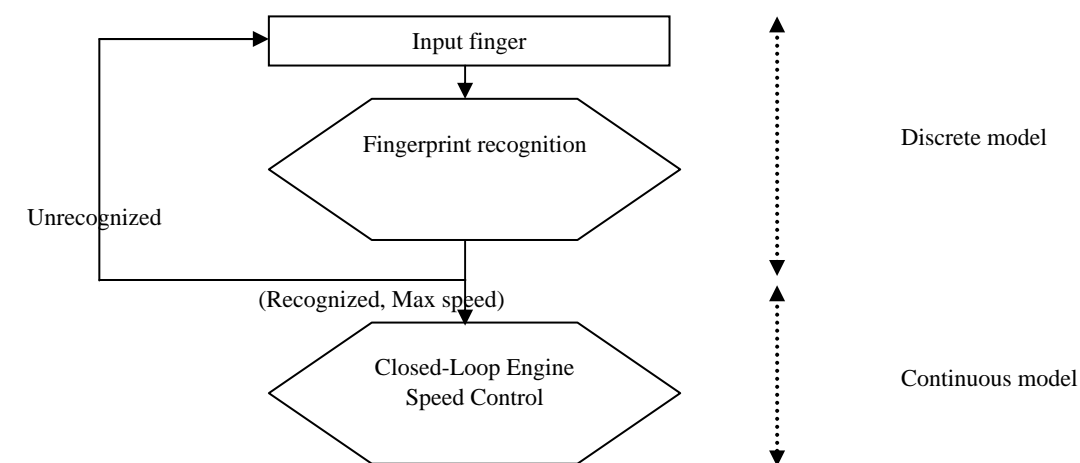 Input finger
Fingerprint recognition
Discrete model
Unrecognized
(Recognized, Max speed)
Closed-Loop Engine
Speed Control
Continuous model